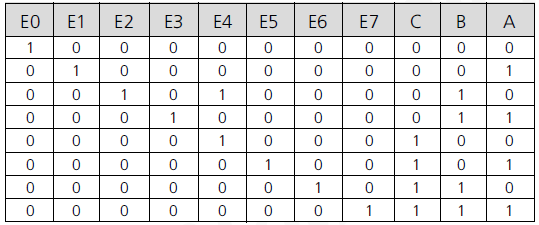 E0 E1 E2 E3 E4 E5 E6 E7 C B A
1 0 0 0 0 0 0 0 0 0 0
0 1 0 0 0 0 0 0 0 0 1
0 0 1 0 1 0 0 0 0 1 0
0 0 0 1 0 0 0 0 0 1 1
0 0 0 0 1 0 0 0 1 0 0
0 0 0 0 0 1 0 0 1 0 1
0 0 0 0 0 0 1 0 1 1 0
0 0 0 0 0 0 0 1 1 1 1